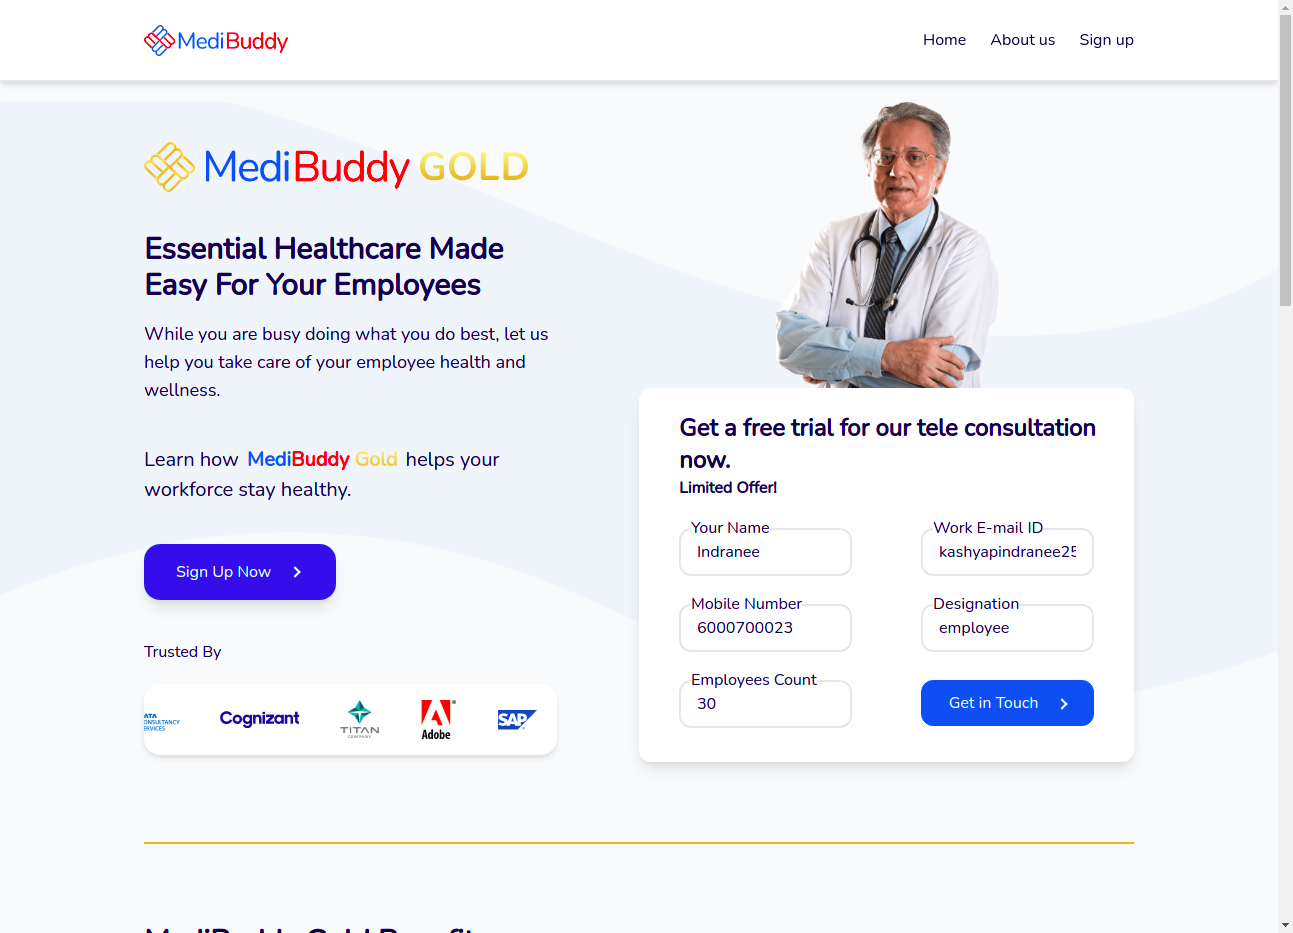 MediBuddy
Home
About us
Sign up
MediBuddy GOLD
Essential Healthcare Made
Easy For Your Employees
While you are busy doing what you do best, let us
help you take care of your employee health and
wellness.
Learn how MediBuddy Gold helps your
workforce stay healthy.
Sign Up Now
Trusted By
TATA
CONSULTANCY
SERVICES
Cognizant
TITAN
COMPANY
Adobe
SAP
Get a free trial for our tele consultation
now.
Limited Offer!
Your Name
Indranee
Work E-mail ID
kashyapindranee25
Mobile Number
6000700023
Designation
employee
Employees Count
30
Get in Touch
MediBuddy Gold Benefit